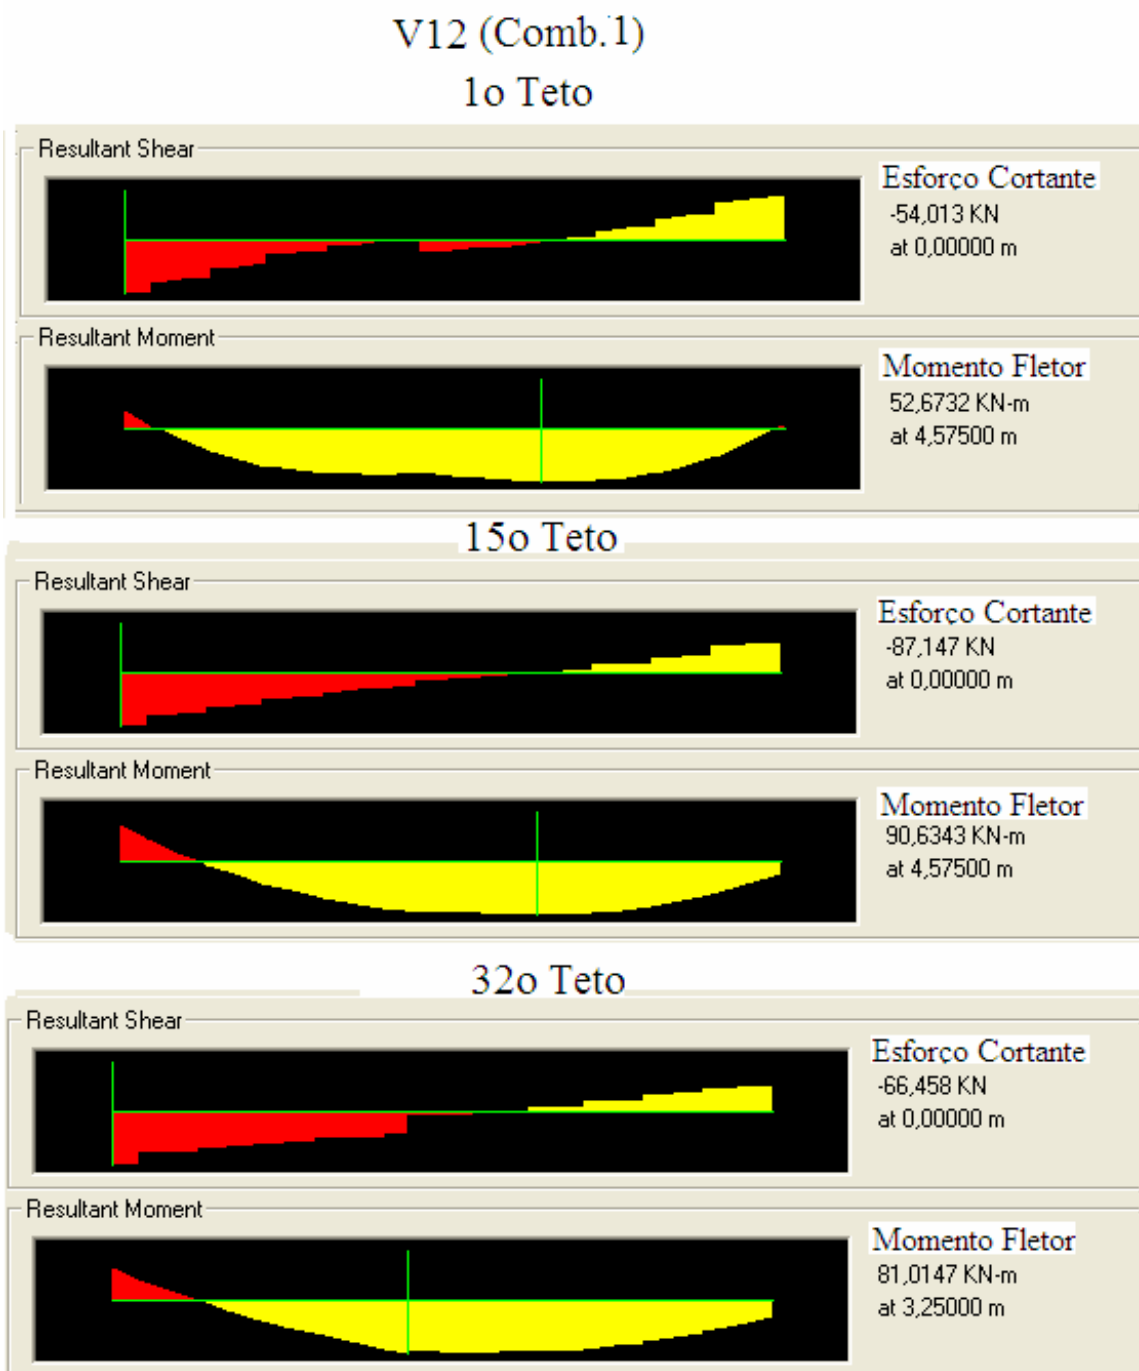 V12 (Comb.1)
1o Teto
Resultant Shear
Esforço Cortante
-54,013 KN
at 0,00000 m
Resultant Moment
Momento Fletor
52,6732 KN-m
at 4,57500 m
15o Teto
Resultant Shear
Esforço Cortante
-87,147 KN
at 0,00000 m
Resultant Moment
Momento Fletor
90,6343 KN-m
at 4,57500 m
32o Teto
Resultant Shear
Esforço Cortante
-66,458 KN
at 0,00000 m
Resultant Moment
Momento Fletor
81,0147 KN-m
at 3,25000 m